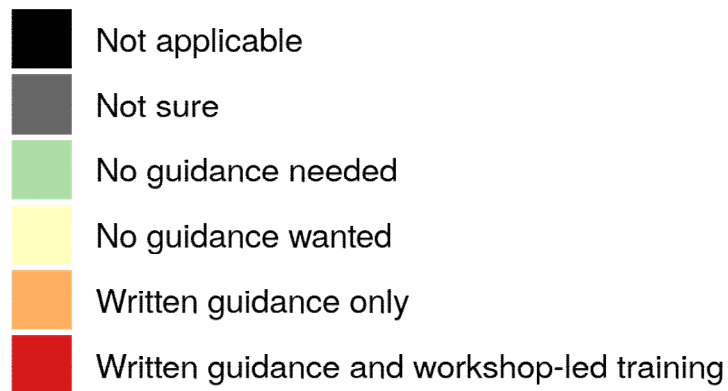 Not applicable
Not sure
No guidance needed
No guidance wanted
Written guidance only
Written guidance and workshop-led training